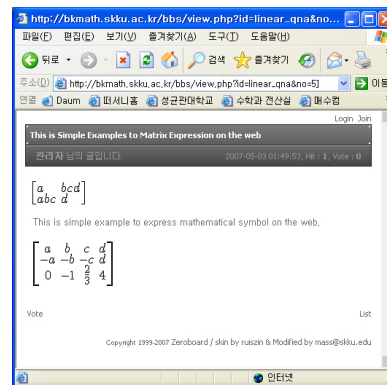 http://bkmath.skku.ac.kr/bbs/view.php?id=linear_qna&no...
파일(F) 편집(E) 보기(V) 즐겨찾기(A) 도구(T) 도움말(H)
뒤로 검색 즐겨찾기
주소(D) http://bkmath.skku.ac.kr/bbs/view.php?id=linear_qna&no=5] 이동
연결 Daum 떠서니홈 성균관대학교 수학과 전산실 매수컴
Login Join
This is Simple Examples to Matrix Expression on the web
관리자 님의 글입니다. 2007-05-03 01:49:53, Hit : 1, Vote : 0
a bcd
abc d
This is simple example to express mathematical symbol on the web.
a b c d
-a -b -c d
0 -1 2/3 4
Vote List
Copyright 1999-2007 Zeroboard / skin by ruiszin & Modified by mass@skku.edu
인터넷